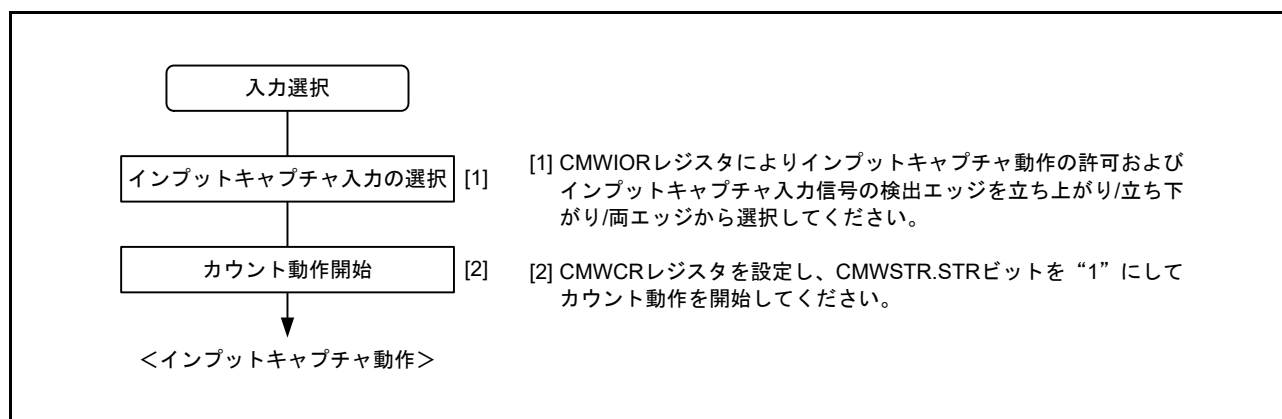 入力選択
インプットキャプチャ入力の選択 [1]
[1] CMWIORレジスタによりインプットキャプチャ動作の許可および
インプットキャプチャ入力信号の検出エッジを立ち上がり/立ち下
がり/両エッジから選択してください。
カウント動作開始 [2]
[2] CMWCRレジスタを設定し、CMWSTR.STRビットを“1”にして
カウント動作を開始してください。
＜インプットキャプチャ動作＞